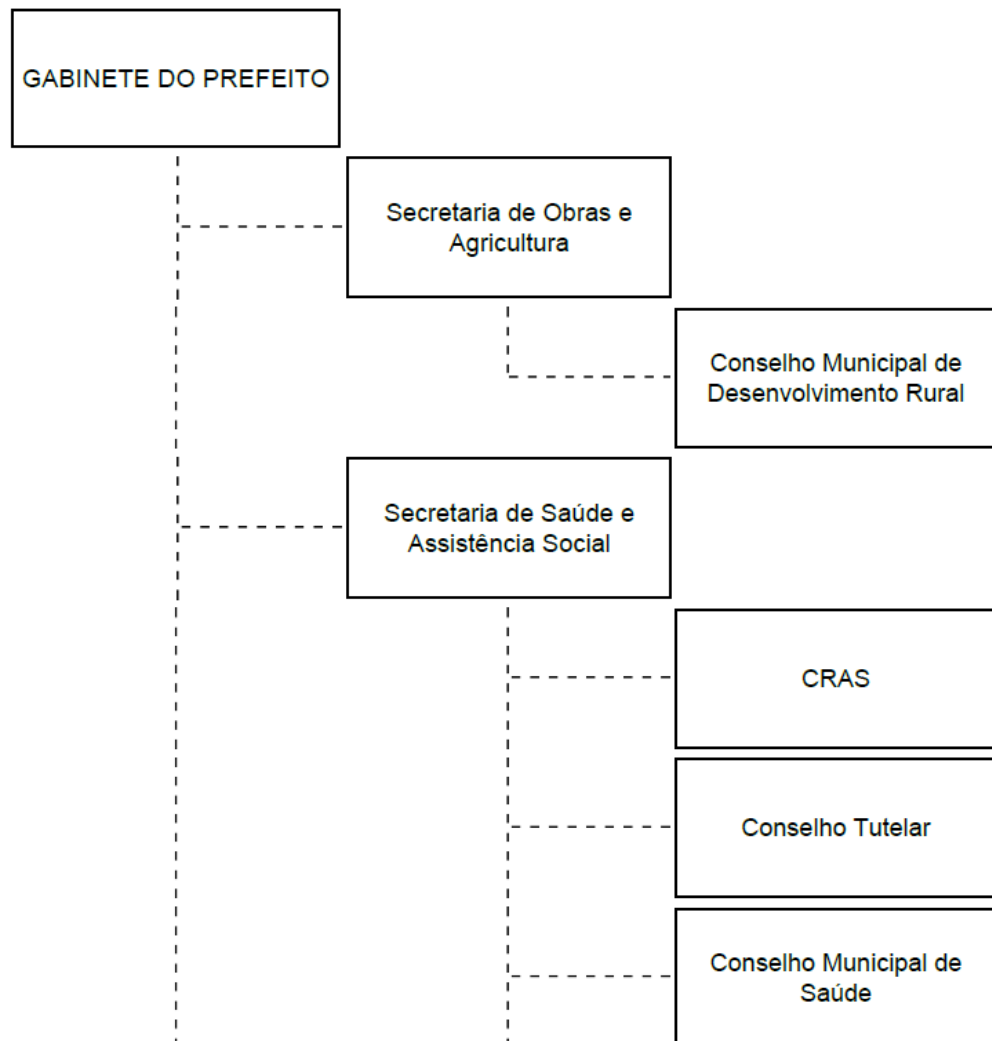 GABINETE DO PREFEITO
Secretaria de Obras e
Agricultura
Conselho Municipal de
Desenvolvimento Rural
Secretaria de Saúde e
Assistência Social
CRAS
Conselho Tutelar
Conselho Municipal de
Saúde